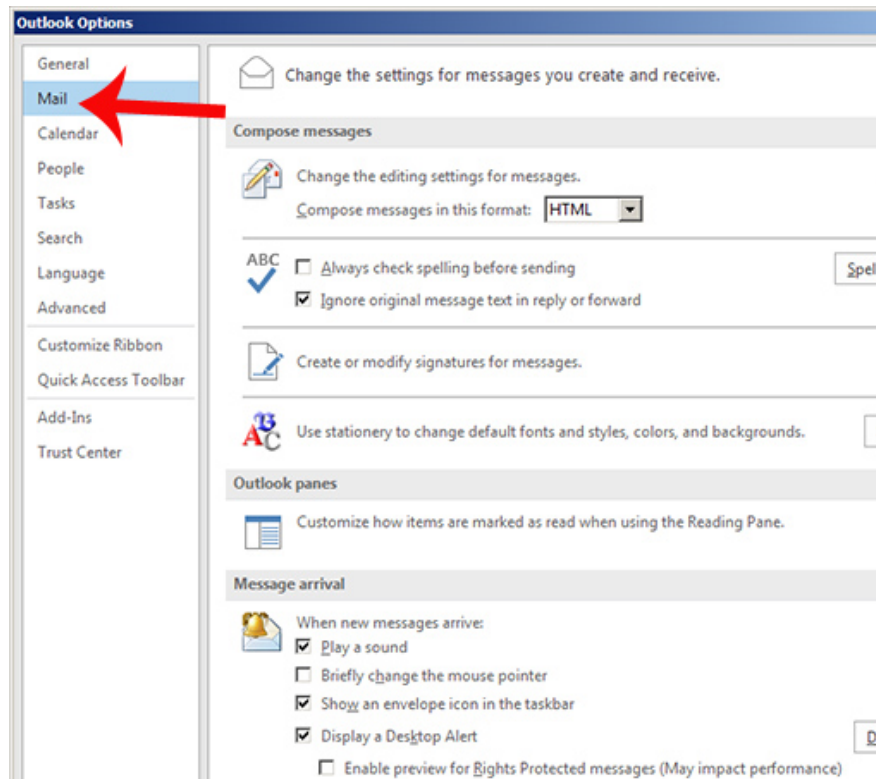 Outlook Options
General
Mail
Calendar
People
Tasks
Search
Language
Advanced
Customize Ribbon
Quick Access Toolbar
Add-Ins
Trust Center
Change the settings for messages you create and receive.
Compose messages
Change the editing settings for messages.
Compose messages in this format: HTML
ABC
Always check spelling before sending
Spel
Ignore original message text in reply or forward
Create or modify signatures for messages.
Use stationery to change default fonts and styles, colors, and backgrounds.
Outlook panes
Customize how items are marked as read when using the Reading Pane.
Message arrival
When new messages arrive:
Play a sound
Briefly change the mouse pointer
Show an envelope icon in the taskbar
Display a Desktop Alert
D
Enable preview for Rights Protected messages (May impact performance)